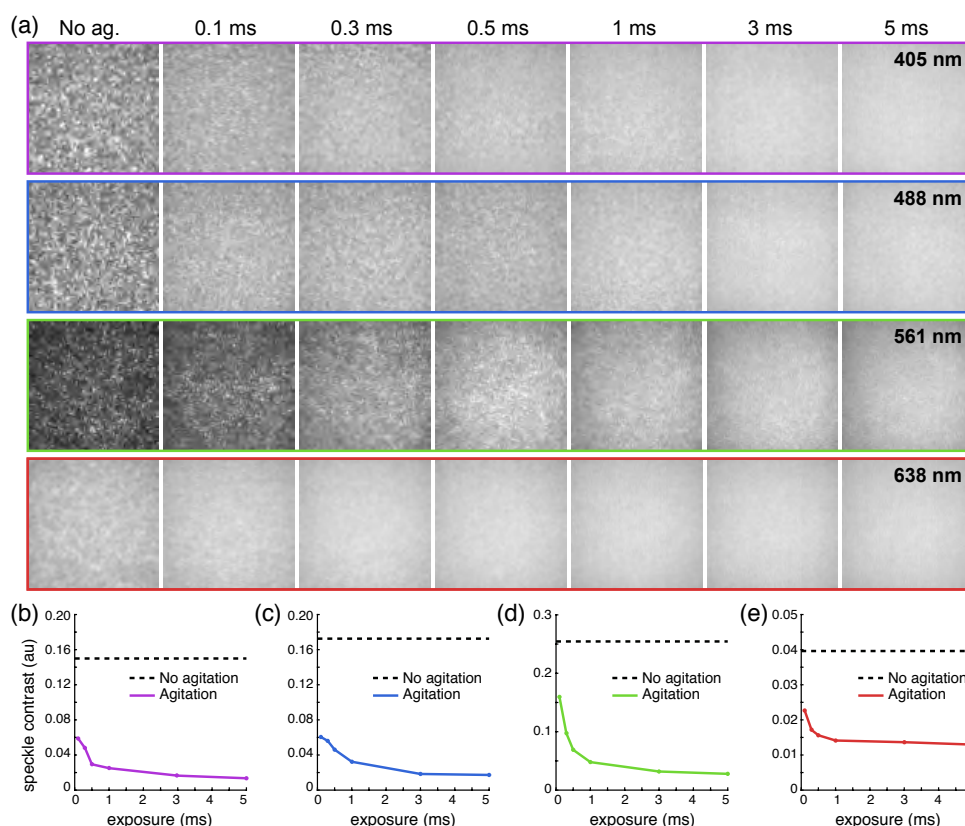 (a) No ag. 0.1 ms 0.3 ms 0.5 ms 1 ms 3 ms 5 ms
405 nm
488 nm
561 nm
638 nm
(b)
speckle contrast (au)
0.20
0.16
0.12
0.08
0.04
0
No agitation
Agitation
0 1 2 3 4 5
exposure (ms)
(c)
0.20
0.16
0.12
0.08
0.04
0
No agitation
Agitation
0 1 2 3 4 5
exposure (ms)
(d)
0.3
0.2
0.1
0
No agitation
Agitation
0 1 2 3 4 5
exposure (ms)
(e)
0.05
0.04
0.03
0.02
0.01
0
No agitation
Agitation
0 1 2 3 4 5
exposure (ms)